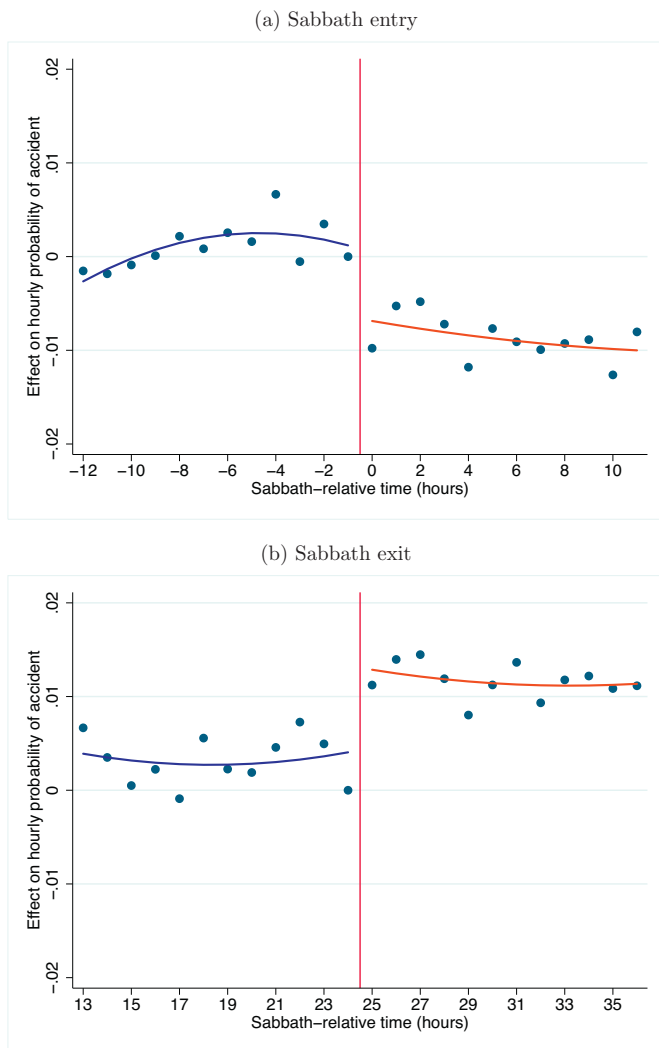 (a) Sabbath entry
Effect on hourly probability of accident
.02
.01
0
-.01
-.02
−12 −10 −8 −6 −4 −2 0 2 4 6 8 10
Sabbath−relative time (hours)
(b) Sabbath exit
Effect on hourly probability of accident
.02
.01
0
-.01
-.02
13 15 17 19 21 23 25 27 29 31 33 35
Sabbath−relative time (hours)